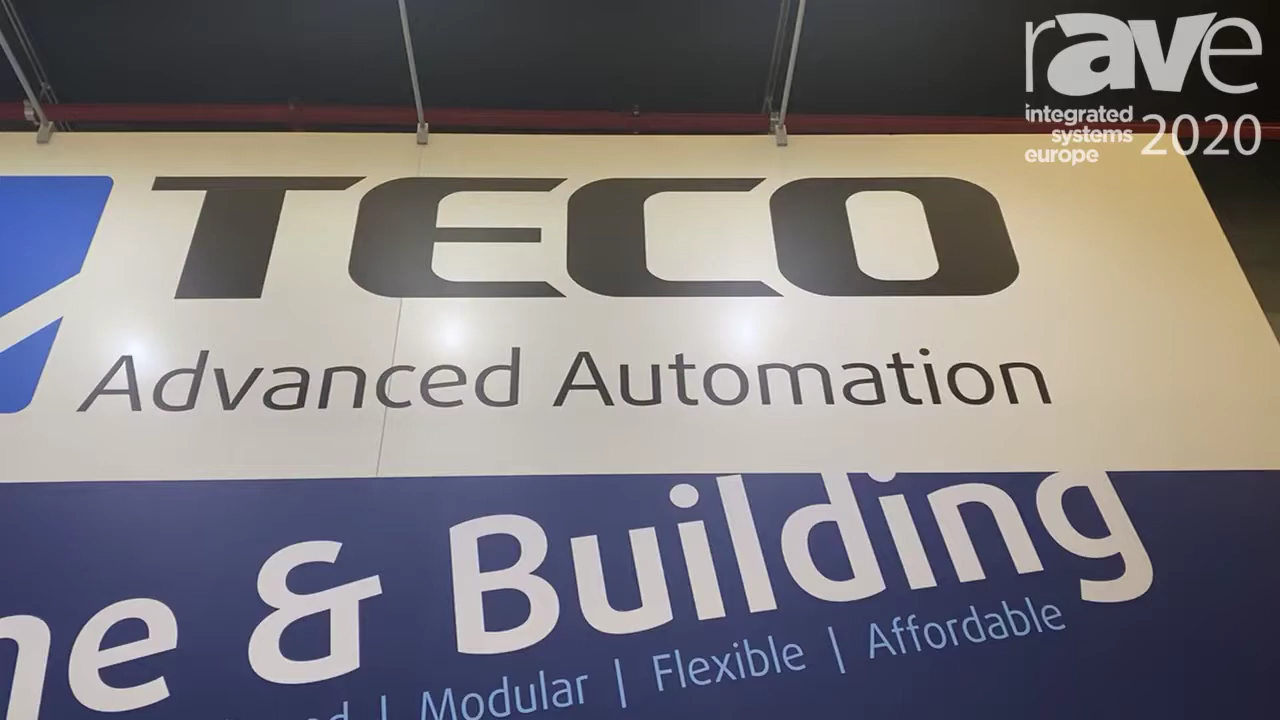 rAVe
integrated
systems
europe
2020
TECO
Advanced Automation
& Building
| Modular | Flexible | Affordable